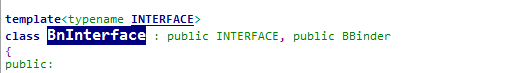 template<typename INTERFACE>
class BnInterface : public INTERFACE, public BBinder
{
public: